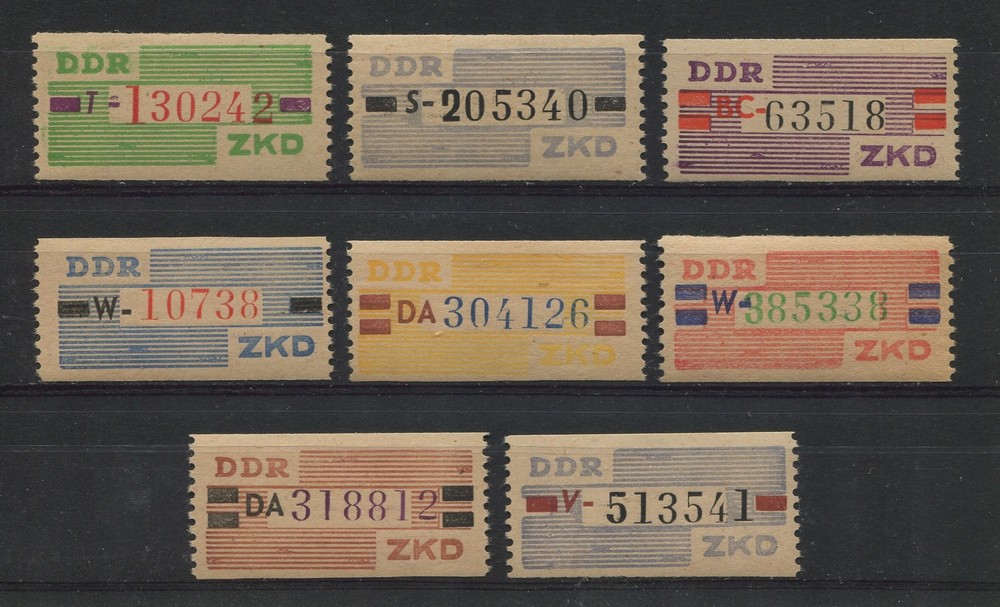 DDR
T-130242
ZKD
DDR
S-205340
ZKD
DDR
BC-63518
ZKD
DDR
W-10738
ZKD
DDR
DA304126
ZKD
DDR
W-385338
ZKD
DDR
DA318812
ZKD
DDR
V-513541
ZKD